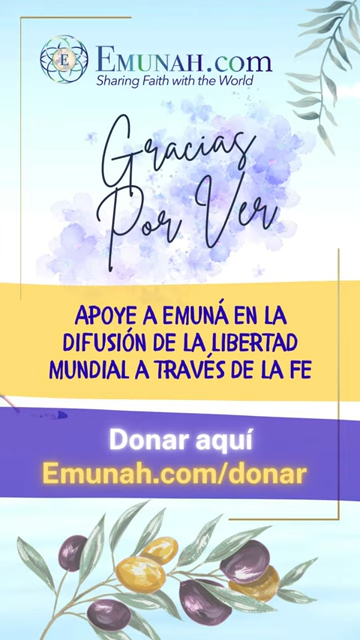 E
EMUNAH.com
Sharing Faith with the World
Gracias
Por Ver
APOYE A EMUNÁ EN LA
DIFUSIÓN DE LA LIBERTAD
MUNDIAL A TRAVÉS DE LA FE
Donar aquí
Emunah.com/donar